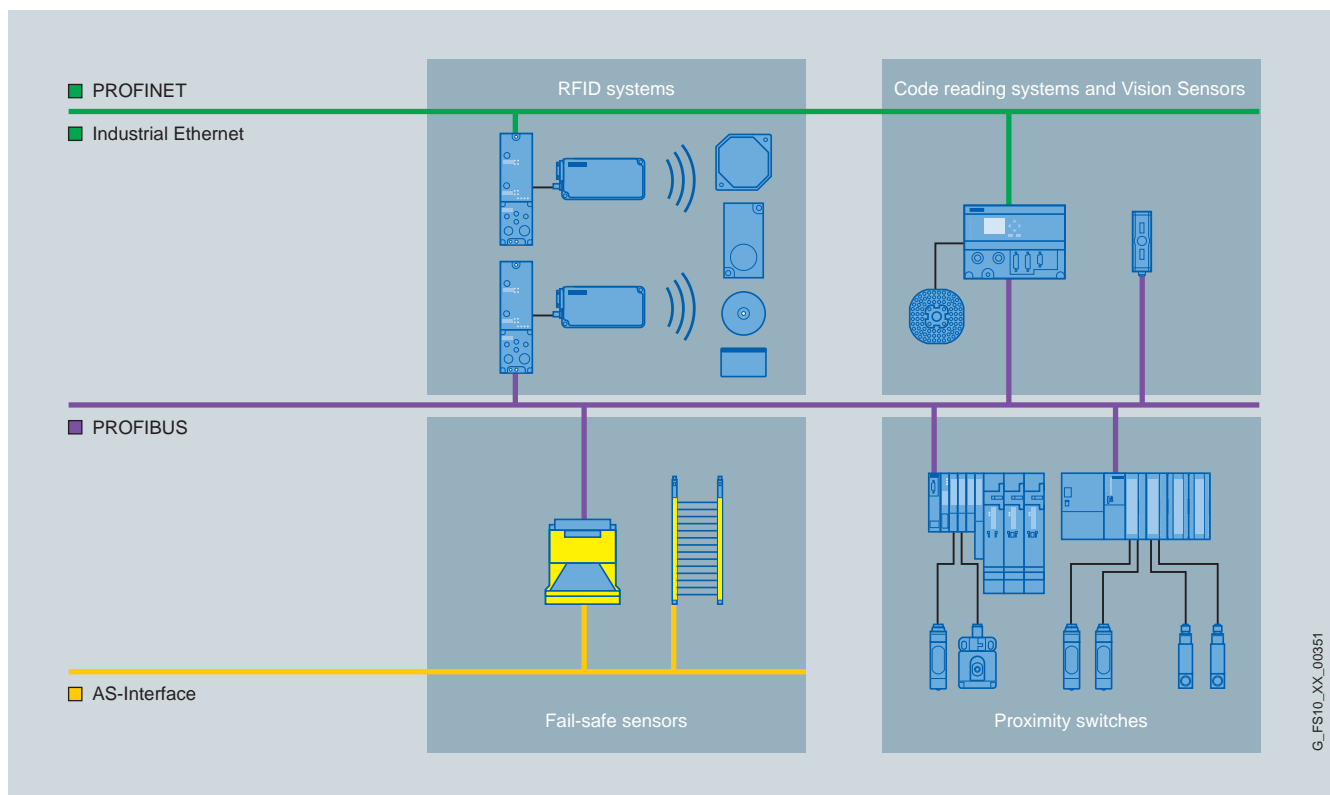 PROFINET
RFID systems
Code reading systems and Vision Sensors
Industrial Ethernet
PROFIBUS
AS-Interface
Fail-safe sensors
Proximity switches
G_FS10_XX_00351